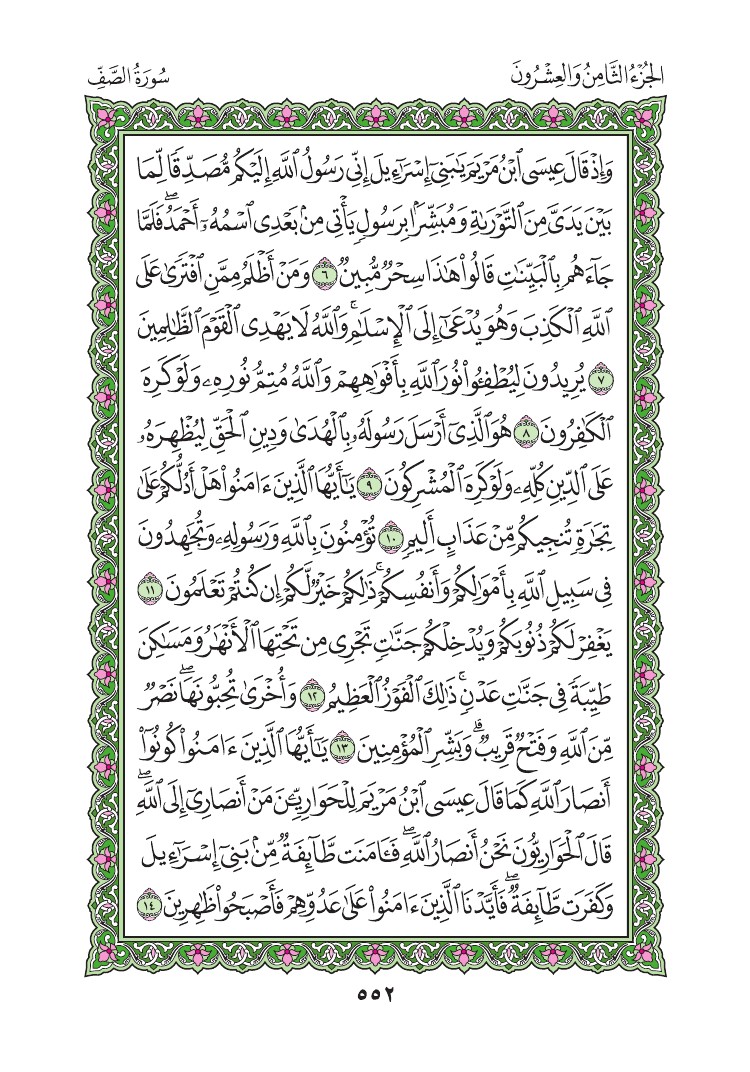 الجُزْءُ الثَّامِنُ وَالعِشْرُونَ
سُورَةُ الصَّفِّ
وَإِذْ قَالَ عِيسَى ٱبْنُ مَرْيَمَ يَٰبَنِىٓ إِسْرَٰٓءِيلَ إِنِّى رَسُولُ ٱللَّهِ إِلَيْكُم مُّصَدِّقًا لِّمَا
بَيْنَ يَدَىَّ مِنَ ٱلتَّوْرَىٰةِ وَمُبَشِّرًۢا بِرَسُولٍ يَأْتِى مِنۢ بَعْدِى ٱسْمُهُۥٓ أَحْمَدُ ۖ فَلَمَّا
جَآءَهُم بِٱلْبَيِّنَٰتِ قَالُوا۟ هَٰذَا سِحْرٌ مُّبِينٌ ٦ وَمَنْ أَظْلَمُ مِمَّنِ ٱفْتَرَىٰ عَلَى
ٱللَّهِ ٱلْكَذِبَ وَهُوَ يُدْعَىٰٓ إِلَى ٱلْإِسْلَٰمِ ۚ وَٱللَّهُ لَا يَهْدِى ٱلْقَوْمَ ٱلظَّٰلِمِينَ
٧ يُرِيدُونَ لِيُطْفِـُٔوا۟ نُورَ ٱللَّهِ بِأَفْوَٰهِهِمْ وَٱللَّهُ مُتِمُّ نُورِهِۦ وَلَوْ كَرِهَ
ٱلْكَٰفِرُونَ ٨ هُوَ ٱلَّذِىٓ أَرْسَلَ رَسُولَهُۥ بِٱلْهُدَىٰ وَدِينِ ٱلْحَقِّ لِيُظْهِرَهُۥ
عَلَى ٱلدِّينِ كُلِّهِۦ وَلَوْ كَرِهَ ٱلْمُشْرِكُونَ ٩ يَٰٓأَيُّهَا ٱلَّذِينَ ءَامَنُوا۟ هَلْ أَدُلُّكُمْ عَلَىٰ
تِجَٰرَةٍ تُنجِيكُم مِّنْ عَذَابٍ أَلِيمٍ ١٠ تُؤْمِنُونَ بِٱللَّهِ وَرَسُولِهِۦ وَتُجَٰهِدُونَ
فِى سَبِيلِ ٱللَّهِ بِأَمْوَٰلِكُمْ وَأَنفُسِكُمْ ۚ ذَٰلِكُمْ خَيْرٌ لَّكُمْ إِن كُنتُمْ تَعْلَمُونَ ١١
يَغْفِرْ لَكُمْ ذُنُوبَكُمْ وَيُدْخِلْكُمْ جَنَّٰتٍ تَجْرِى مِن تَحْتِهَا ٱلْأَنْهَٰرُ وَمَسَٰكِنَ
طَيِّبَةً فِى جَنَّٰتِ عَدْنٍ ۚ ذَٰلِكَ ٱلْفَوْزُ ٱلْعَظِيمُ ١٢ وَأُخْرَىٰ تُحِبُّونَهَا ۖ نَصْرٌ
مِّنَ ٱللَّهِ وَفَتْحٌ قَرِيبٌ ۗ وَبَشِّرِ ٱلْمُؤْمِنِينَ ١٣ يَٰٓأَيُّهَا ٱلَّذِينَ ءَامَنُوا۟ كُونُوٓا۟
أَنصَارَ ٱللَّهِ كَمَا قَالَ عِيسَى ٱبْنُ مَرْيَمَ لِلْحَوَارِيِّـۧنَ مَنْ أَنصَارِىٓ إِلَى ٱللَّهِ ۖ
قَالَ ٱلْحَوَارِيُّونَ نَحْنُ أَنصَارُ ٱللَّهِ ۖ فَـَٔامَنَت طَّآئِفَةٌ مِّنۢ بَنِىٓ إِسْرَٰٓءِيلَ
وَكَفَرَت طَّآئِفَةٌ ۖ فَأَيَّدْنَا ٱلَّذِينَ ءَامَنُوا۟ عَلَىٰ عَدُوِّهِمْ فَأَصْبَحُوا۟ ظَٰهِرِينَ ١٤
٥٥٢